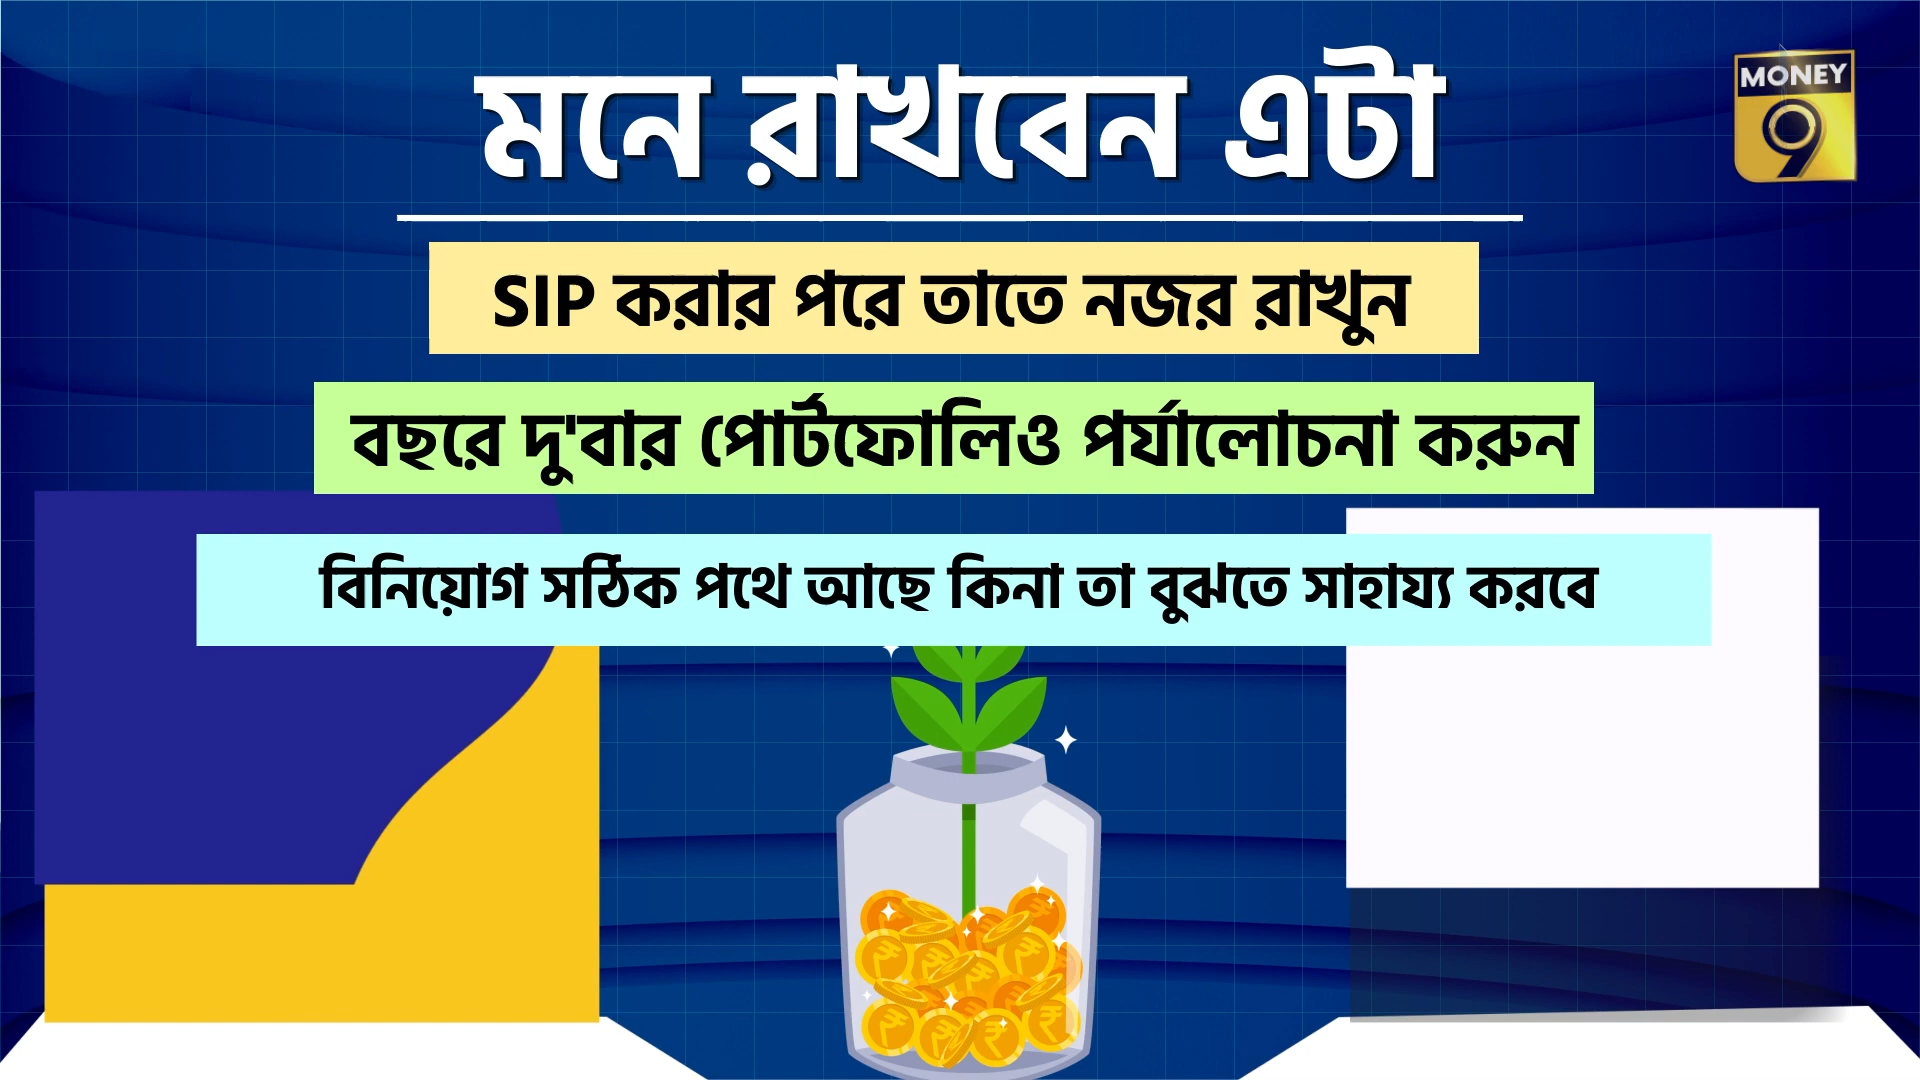 মনে রাখবেন এটা
MONEY
9
SIP করার পরে তাতে নজর রাখুন
বছরে দু'বার পোর্টফোলিও পর্যালোচনা করুন
বিনিয়োগ সঠিক পথে আছে কিনা তা বুঝতে সাহায্য করবে